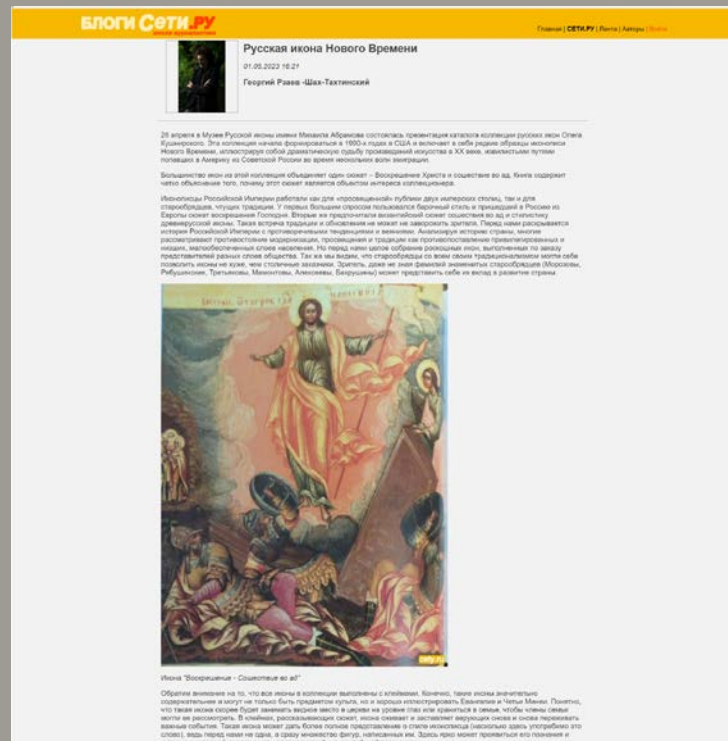 БЛОГИ СЕТИ.РУ
Главная | СЕТИ.РУ | Лента | Авторы | Войти
Русская икона Нового Времени
01.05.2023 16:21
Георгий Рзаев -Шах-Тахтинский
28 апреля в Музее Русской иконы имени Михаила Абрамова состоялась презентация каталога коллекции русских икон Олега
Кушнирского. Эта коллекция начала формироваться в 1990-х годах в США и включает в себя редкие образцы иконописи
Нового Времени, иллюстрируя собой драматическую судьбу произведений искусства в XX веке, извилистыми путями
попавших в Америку из Советской России во время нескольких волн эмиграции.
Большинство икон из этой коллекция объединяет один сюжет – Воскрешение Христа и сошествие во ад. Книга содержит
четко объяснение того, почему этот сюжет является объектом интереса коллекционера.
Иконописцы Российской Империи работали как для «просвещенной» публики двух имперских столиц, так и для
старообрядцев, чтущих традиции. У первых большим спросом пользовался барочный стиль и пришедший в Россию из
Европы сюжет воскрешения Господня. Вторые же предпочитали византийский сюжет сошествия во ад и стилистику
древнерусской иконы. Такая встреча традиции и обновления не может не заворожить зрителя. Перед нами раскрывается
история Российской Империи с противоречивыми тенденциями и веяниями. Анализируя историю страны, многие
рассматривают противостояние модернизации, просвещения и традиции как противопоставление привилегированных и
низших, малообеспеченных слоев населения. Но перед нами целое собрание роскошных икон, выполненных по заказу
представителей разных слоев общества. Так же мы видим, что старообрядцы со всем своим традиционализмом могли себе
позволить иконы не хуже, чем столичные заказчики. Зритель, даже не зная фамилий знаменитых старообрядцев (Морозовы,
Рябушинские, Третьяковы, Мамонтовы, Алексеевы, Бахрушины) может представить себе их вклад в развитие страны.
cety.ru
Икона "Воскрешение - Сошествие во ад"
Обратим внимание на то, что все иконы в коллекции выполнены с клеймами. Конечно, такие иконы значительно
содержательнее и могут не только быть предметом культа, но и хорошо иллюстрировать Евангелие и Четьи Минеи. Понятно,
что такая икона скорее будет занимать видное место в церкви на уровне глаз или храниться в семье, чтобы члены семьи
могли ее рассмотреть. В клеймах, рассказывающих сюжет, икона оживает и заставляет верующих снова и снова переживать
важные события. Такая икона может дать более полное представление о стиле иконописца (насколько здесь употребимо это
слово), ведь перед нами не одна, а сразу множество фигур, написанных им. Здесь ярко может проявиться его познания и